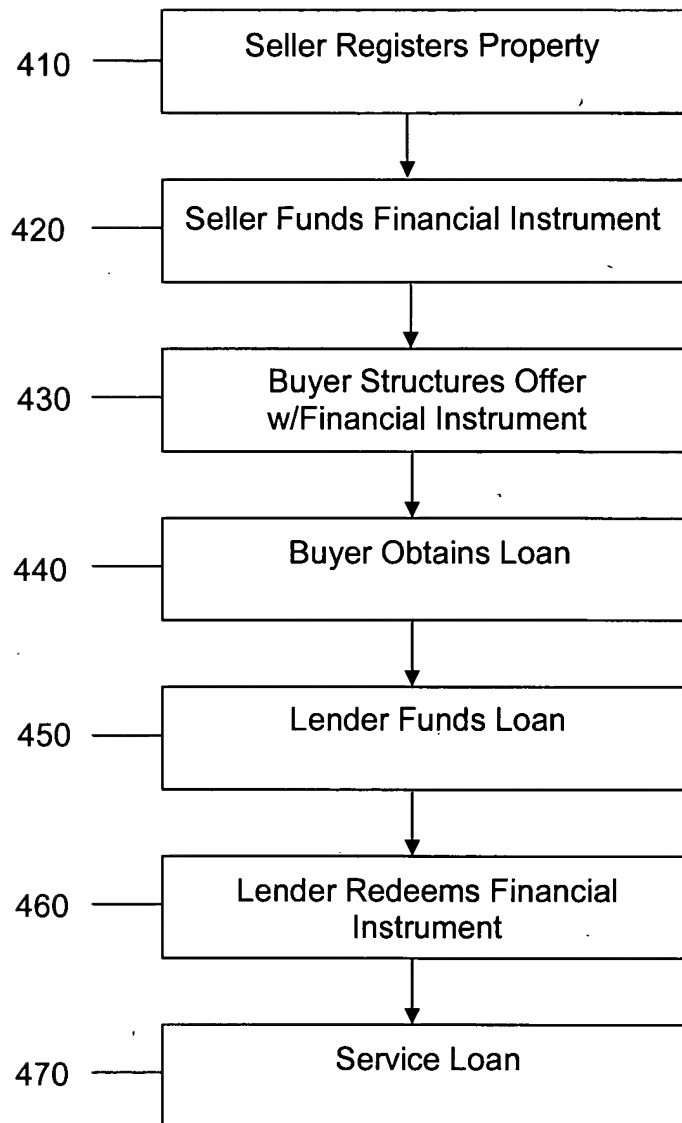 410 Seller Registers Property
420 Seller Funds Financial Instrument
430 Buyer Structures Offer
w/Financial Instrument
440 Buyer Obtains Loan
450 Lender Funds Loan
460 Lender Redeems Financial
Instrument
470 Service Loan